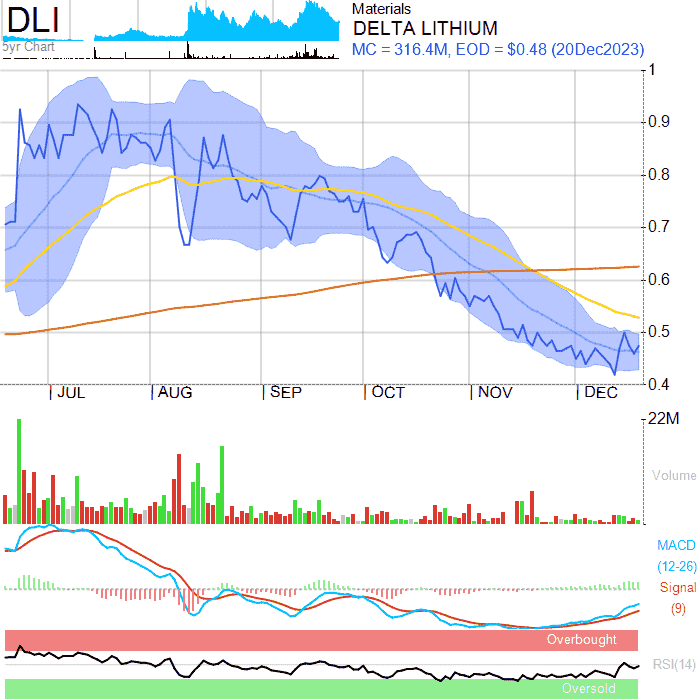 DLI
5yr Chart
Materials
DELTA LITHIUM
MC = 316.4M, EOD = $0.48 (20Dec2023)
1
0.9
0.8
0.7
0.6
0.5
0.4
JUL AUG SEP OCT NOV DEC
22M
Volume
MACD
(12-26)
Signal
(9)
Overbought
RSI(14)
Oversold